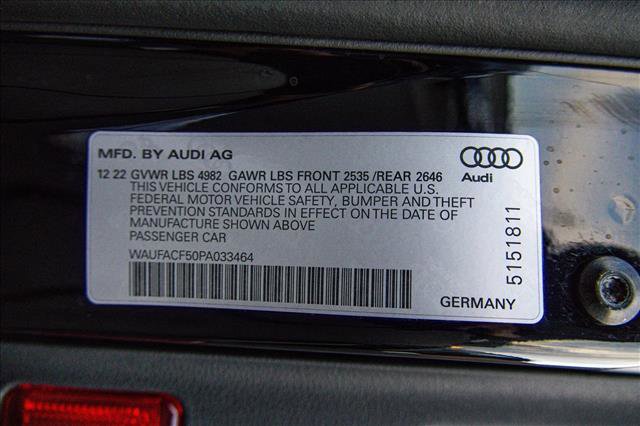 MFD. BY AUDI AG
12 22 GVWR LBS 4982 GAWR LBS FRONT 2535 /REAR 2646
THIS VEHICLE CONFORMS TO ALL APPLICABLE U.S.
FEDERAL MOTOR VEHICLE SAFETY, BUMPER AND THEFT
PREVENTION STANDARDS IN EFFECT ON THE DATE OF
MANUFACTURE SHOWN ABOVE
PASSENGER CAR
WAUFACF50PA033464
Audi
5151811
GERMANY